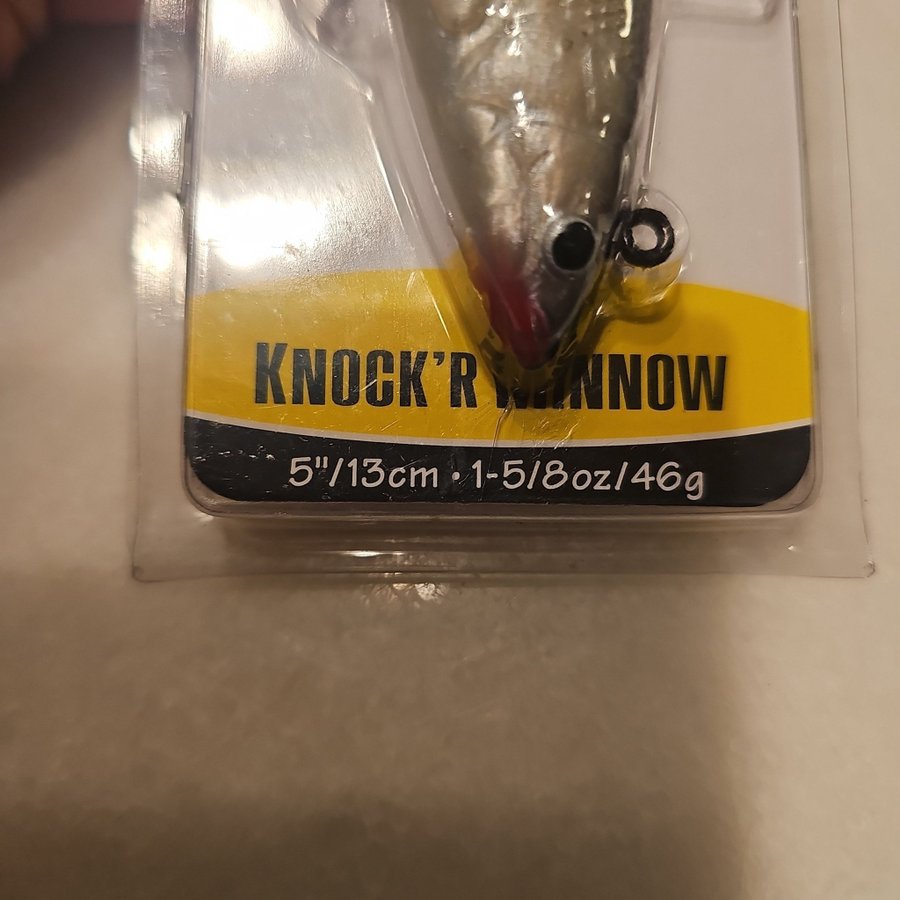 KNOCK'R MINNOW
5"/13cm · 1-5/8oz/46g